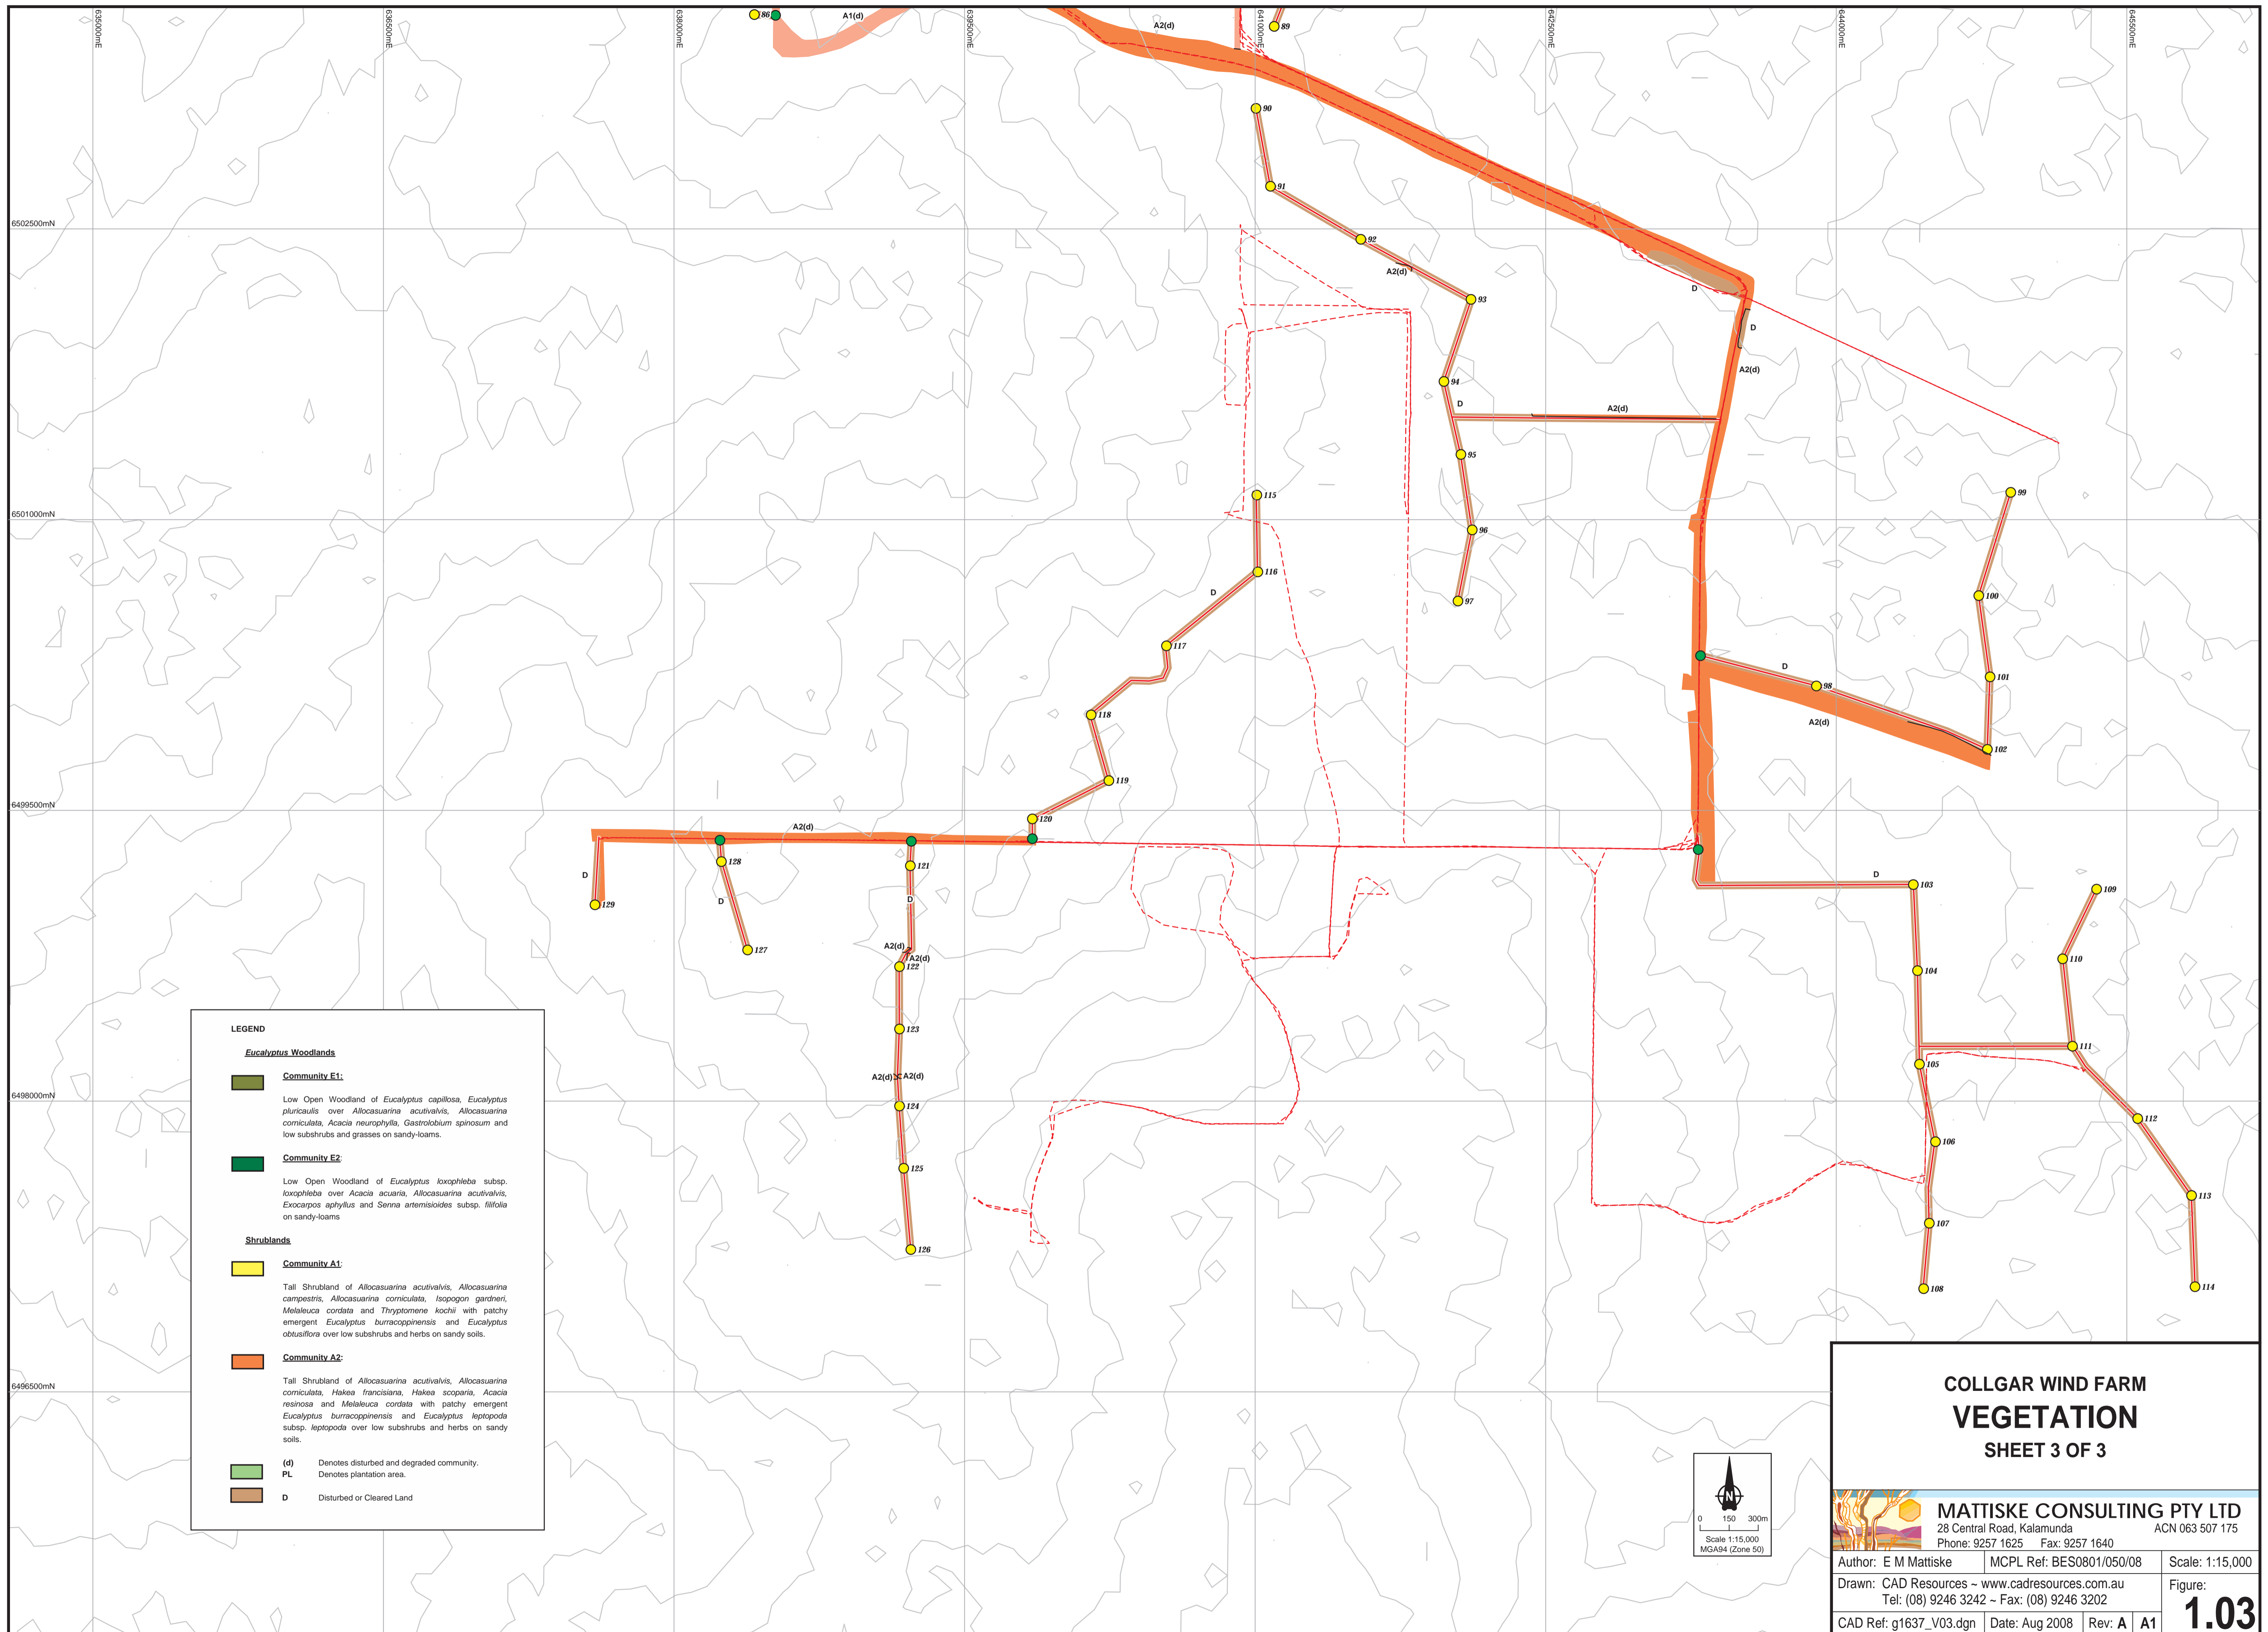 635000mE
636500mE
638000mE
639500mE
641000mE
642500mE
644000mE
645500mE
86
A1(d)
A2(d)
89
90
91
6502500mN
92
A2(d)
93
D
D
A2(d)
94
D
A2(d)
95
99
115
6501000mN
96
116
D
97
100
117
D
98
101
118
A2(d)
102
119
6499500mN
120
A2(d)
128
121
D
D
D
129
D
103
109
127
A2(d)
A2(d)
122
110
104
123
111
105
A2(d)
A2(d)
6498000mN
124
112
106
125
113
107
126
108
114
6496500mN
LEGEND
Eucalyptus Woodlands
Community E1:
Low Open Woodland of Eucalyptus capillosa, Eucalyptus
pluricaulis over Allocasuarina acutivalvis, Allocasuarina
corniculata, Acacia neurophylla, Gastrolobium spinosum and
low subshrubs and grasses on sandy-loams.
Community E2:
Low Open Woodland of Eucalyptus loxophleba subsp.
loxophleba over Acacia acuaria, Allocasuarina acutivalvis,
Exocarpos aphyllus and Senna artemisioides subsp. filifolia
on sandy-loams
Shrublands
Community A1:
Tall Shrubland of Allocasuarina acutivalvis, Allocasuarina
campestris, Allocasuarina corniculata, Isopogon gardneri,
Melaleuca cordata and Thryptomene kochii with patchy
emergent Eucalyptus burracoppinensis and Eucalyptus
obtusiflora over low subshrubs and herbs on sandy soils.
Community A2:
Tall Shrubland of Allocasuarina acutivalvis, Allocasuarina
corniculata, Hakea francisiana, Hakea scoparia, Acacia
resinosa and Melaleuca cordata with patchy emergent
Eucalyptus burracoppinensis and Eucalyptus leptopoda
subsp. leptopoda over low subshrubs and herbs on sandy
soils.
(d) Denotes disturbed and degraded community.
PL Denotes plantation area.
D Disturbed or Cleared Land
N
0 150 300m
Scale 1:15,000
MGA94 (Zone 50)
COLLGAR WIND FARM
VEGETATION
SHEET 3 OF 3
MATTISKE CONSULTING PTY LTD
28 Central Road, Kalamunda ACN 063 507 175
Phone: 9257 1625 Fax: 9257 1640
Author: E M Mattiske MCPL Ref: BES0801/050/08 Scale: 1:15,000
Drawn: CAD Resources ~ www.cadresources.com.au
Tel: (08) 9246 3242 ~ Fax: (08) 9246 3202
Figure:
1.03
CAD Ref: g1637_V03.dgn Date: Aug 2008 Rev: A A1